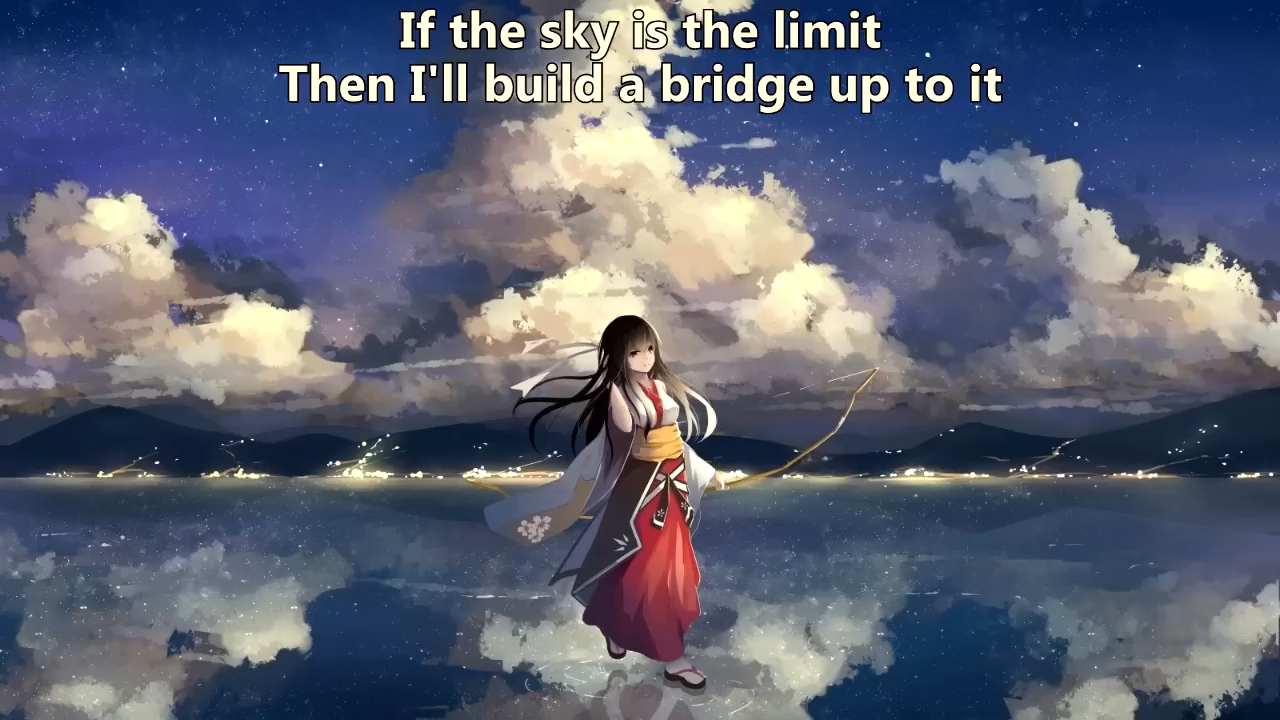 If the sky is the limit
Then I'll build a bridge up to it